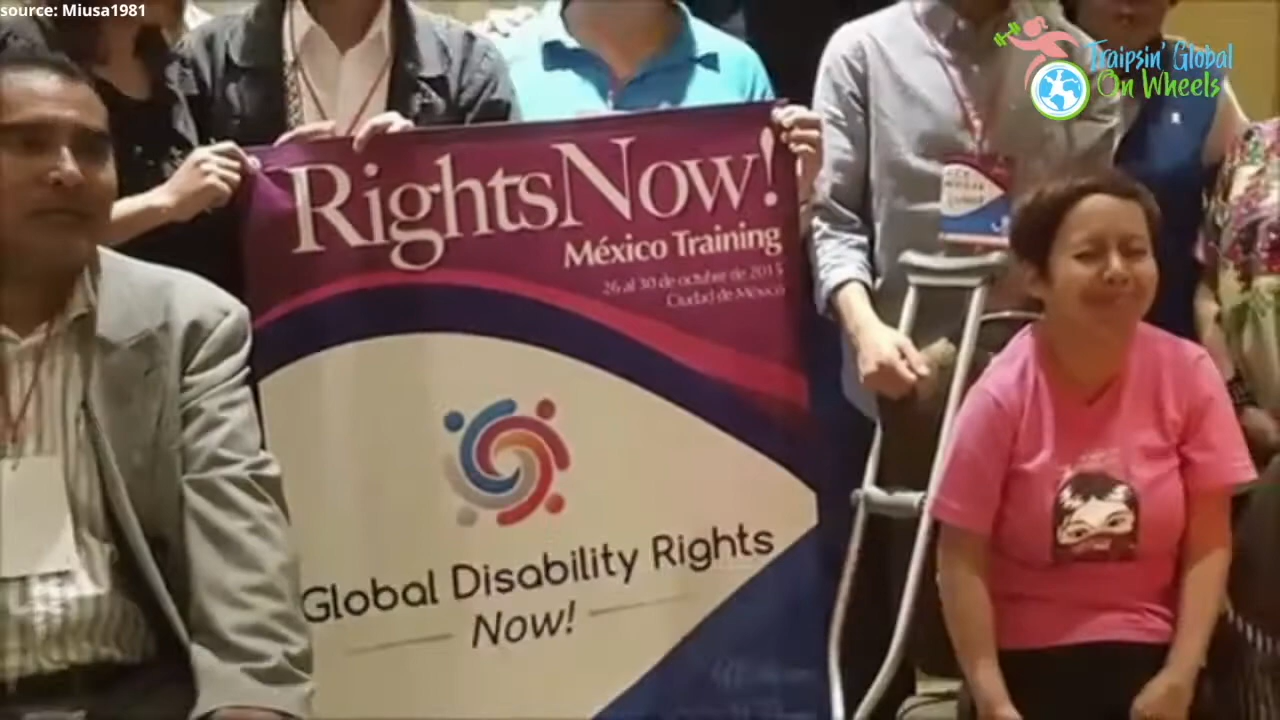 source: Miusa1981
Traipsin' Global
On Wheels
RightsNow!
México Training
26 al 30 de octubre de 2015
Ciudad de México
Global Disability Rights
Now!